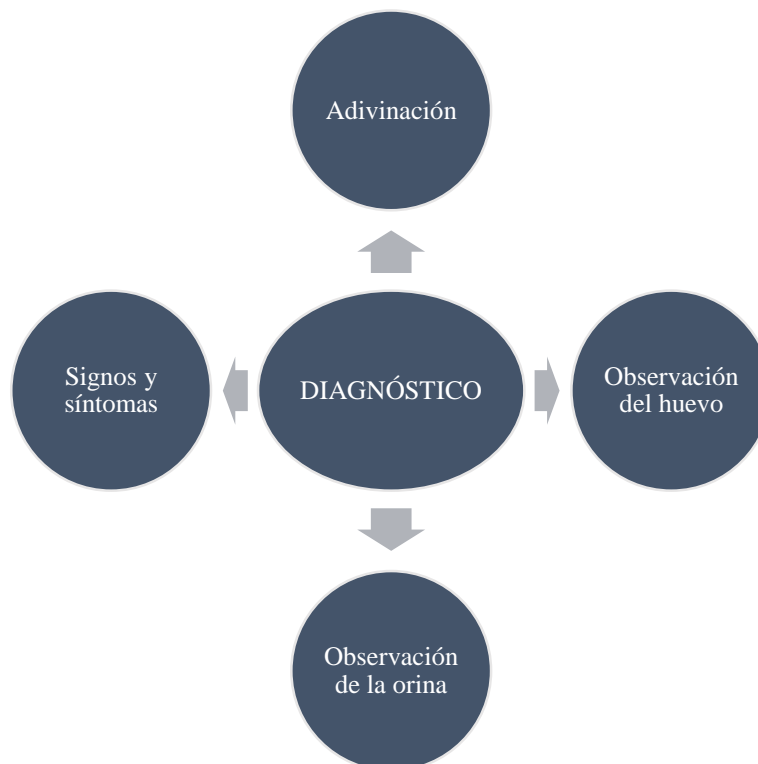 Adivinación
Signos y
síntomas
DIAGNÓSTICO
Observación
del huevo
Observación
de la orina